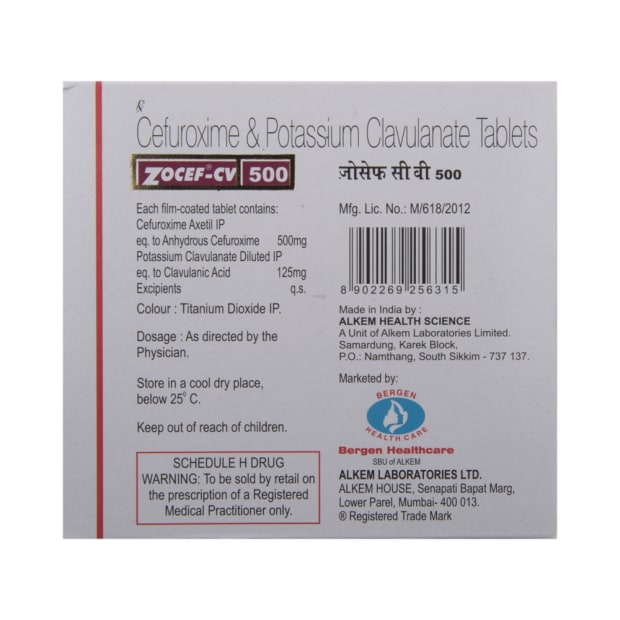 ℞
Cefuroxime & Potassium Clavulanate Tablets
ZOCEF®-CV 500
ज़ोसेफ सी वी 500
Each film-coated tablet contains:
Cefuroxime Axetil IP
eq. to Anhydrous Cefuroxime 500mg
Potassium Clavulanate Diluted IP
eq. to Clavulanic Acid 125mg
Excipients q.s.
Colour : Titanium Dioxide IP.
Dosage : As directed by the
Physician.
Store in a cool dry place,
below 25⁰ C.
Keep out of reach of children.
SCHEDULE H DRUG
WARNING: To be sold by retail on
the prescription of a Registered
Medical Practitioner only.
Mfg. Lic. No.: M/618/2012
8 902269 256315
Made in India by :
ALKEM HEALTH SCIENCE
A Unit of Alkem Laboratories Limited.
Samardung, Karek Block,
P.O.: Namthang, South Sikkim - 737 137.
Marketed by:
BERGEN
HEALTH CARE
Bergen Healthcare
SBU of ALKEM
ALKEM LABORATORIES LTD.
ALKEM HOUSE, Senapati Bapat Marg,
Lower Parel, Mumbai- 400 013.
® Registered Trade Mark